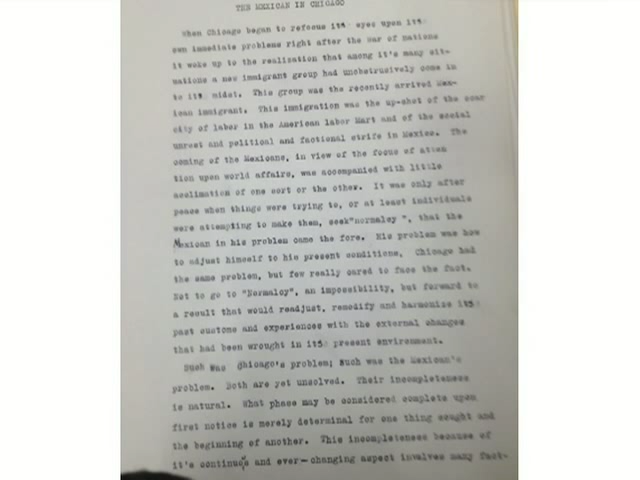 THE MEXICAN IN CHICAGO
When Chicago began to refocus its eyes upon its
own immediate problems right after the War of nations
it woke up to the realization that among it's many sit-
uations a new immigrant group had unobstrusively come in
to its midst. This group was the recently arrived Mex-
ican immigrant. This immigration was the up-shot of the scar
city of labor in the American labor Mart and of the social
unrest and political and factional strife in Mexico. The
coming of the Mexicans, in view of the focus of atten
tion upon world affairs, was accompanied with little
acclimation of one sort or the other. It was only after
peace when things were trying to, or at least individuals
were attempting to make them, seek "normalcy ", that the
Mexican in his problem came the fore. His problem was how
to adjust himself to his present conditions. Chicago had
the same problem, but few really cared to face the fact.
Not to go to "Normalcy", an impossibility, but forward to
a result that would readjust, remodify and harmonize its
past customs and experiences with the external changes
that had been wrought in its present environment.
Such was Chicago's problem; Such was the Mexican's
problem. Both are yet unsolved. Their incompleteness
is natural. What phase may be considered complete upon
first notice is merely determinal for one thing sought and
the beginning of another. This incompleteness because of
it's continuos and ever-changing aspect involves many fact-